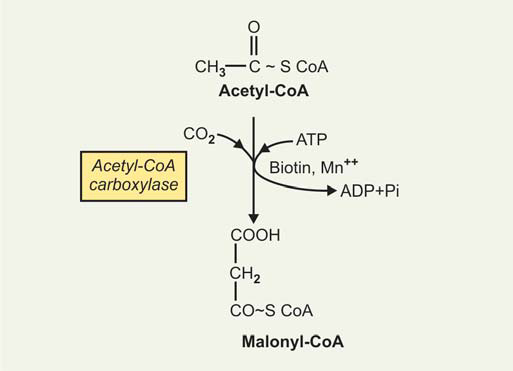 O
CH3—C ~ S CoA
Acetyl-CoA
CO2
ATP
Acetyl-CoA
carboxylase
Biotin, Mn++
ADP+Pi
COOH
CH2
CO~S CoA
Malonyl-CoA